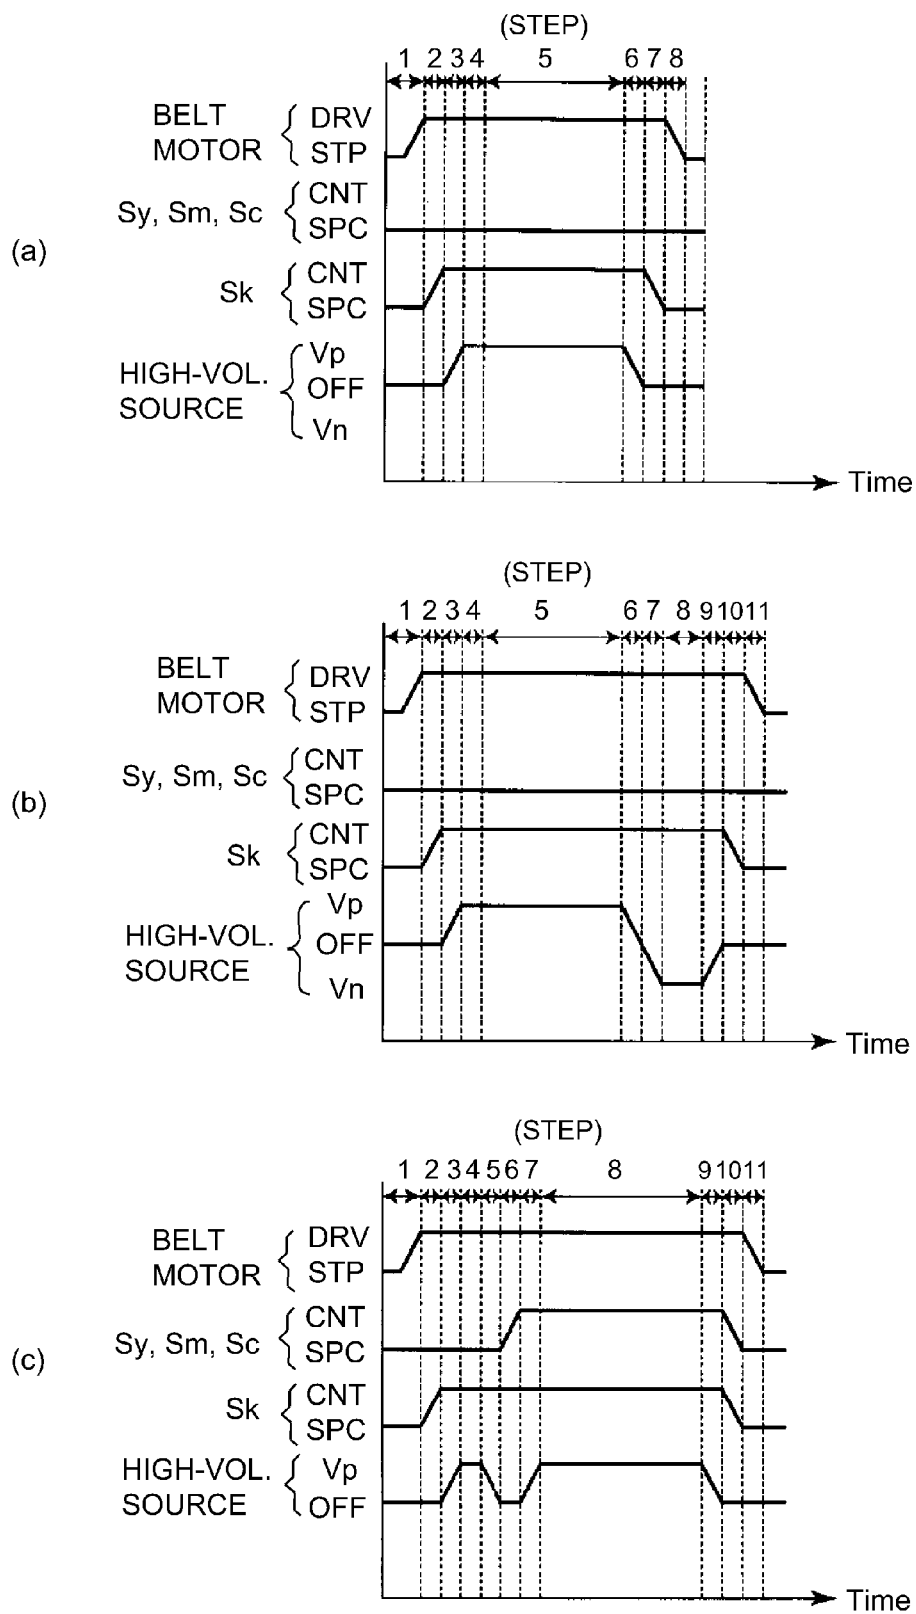 (STEP)
1 2 3 4 5 6 7 8
BELT MOTOR { DRV STP
Sy, Sm, Sc { CNT SPC
(a)
Sk { CNT SPC
HIGH-VOL. SOURCE { Vp OFF Vn
Time
(STEP)
1 2 3 4 5 6 7 8 9 10 11
BELT MOTOR { DRV STP
Sy, Sm, Sc { CNT SPC
(b)
Sk { CNT SPC
HIGH-VOL. SOURCE { Vp OFF Vn
Time
(STEP)
1 2 3 4 5 6 7 8 9 10 11
BELT MOTOR { DRV STP
Sy, Sm, Sc { CNT SPC
(c)
Sk { CNT SPC
HIGH-VOL. SOURCE { Vp OFF
Time